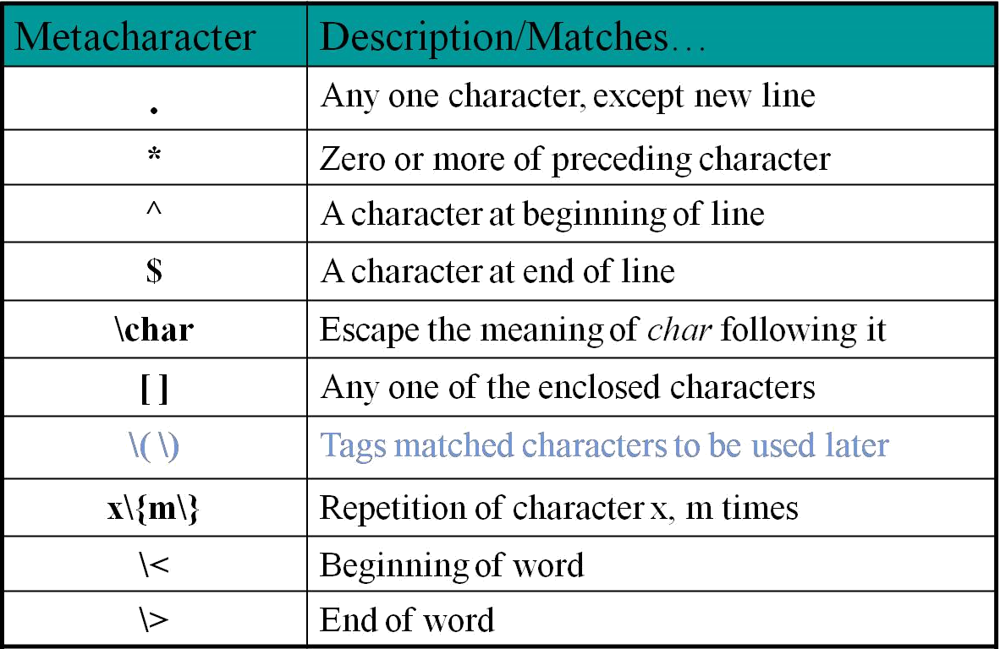 Metacharacter Description/Matches…
. Any one character, except new line
* Zero or more of preceding character
^ A character at beginning of line
$ A character at end of line
\char Escape the meaning of char following it
[ ] Any one of the enclosed characters
\( \) Tags matched characters to be used later
x\{m\} Repetition of character x, m times
\< Beginning of word
\> End of word